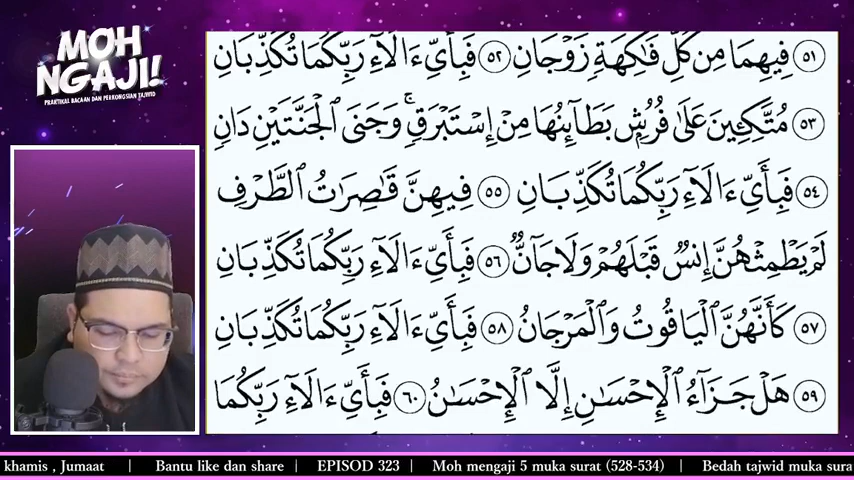 MOH
NGAJI!
PRAKTIKAL BACAAN DAN PERKONGSIAN TAJWID
٥١ فِيهِمَا مِن كُلِّ فَـٰكِهَةٍ زَوْجَانِ ٥٢ فَبِأَىِّ ءَالَآءِ رَبِّكُمَا تُكَذِّبَانِ
٥٣ مُتَّكِـِٔينَ عَلَىٰ فُرُشٍۭ بَطَآئِنُهَا مِنْ إِسْتَبْرَقٍ ۚ وَجَنَى ٱلْجَنَّتَيْنِ دَانٍ
٥٤ فَبِأَىِّ ءَالَآءِ رَبِّكُمَا تُكَذِّبَانِ ٥٥ فِيهِنَّ قَـٰصِرَٰتُ ٱلطَّرْفِ
لَمْ يَطْمِثْهُنَّ إِنسٌ قَبْلَهُمْ وَلَا جَآنٌّ ٥٦ فَبِأَىِّ ءَالَآءِ رَبِّكُمَا تُكَذِّبَانِ
٥٧ كَأَنَّهُنَّ ٱلْيَاقُوتُ وَٱلْمَرْجَانُ ٥٨ فَبِأَىِّ ءَالَآءِ رَبِّكُمَا تُكَذِّبَانِ
٥٩ هَلْ جَزَآءُ ٱلْإِحْسَـٰنِ إِلَّا ٱلْإِحْسَـٰنُ ٦٠ فَبِأَىِّ ءَالَآءِ رَبِّكُمَا
khamis , Jumaat | Bantu like dan share | EPISOD 323 | Moh mengaji 5 muka surat (528-534) | Bedah tajwid muka sura